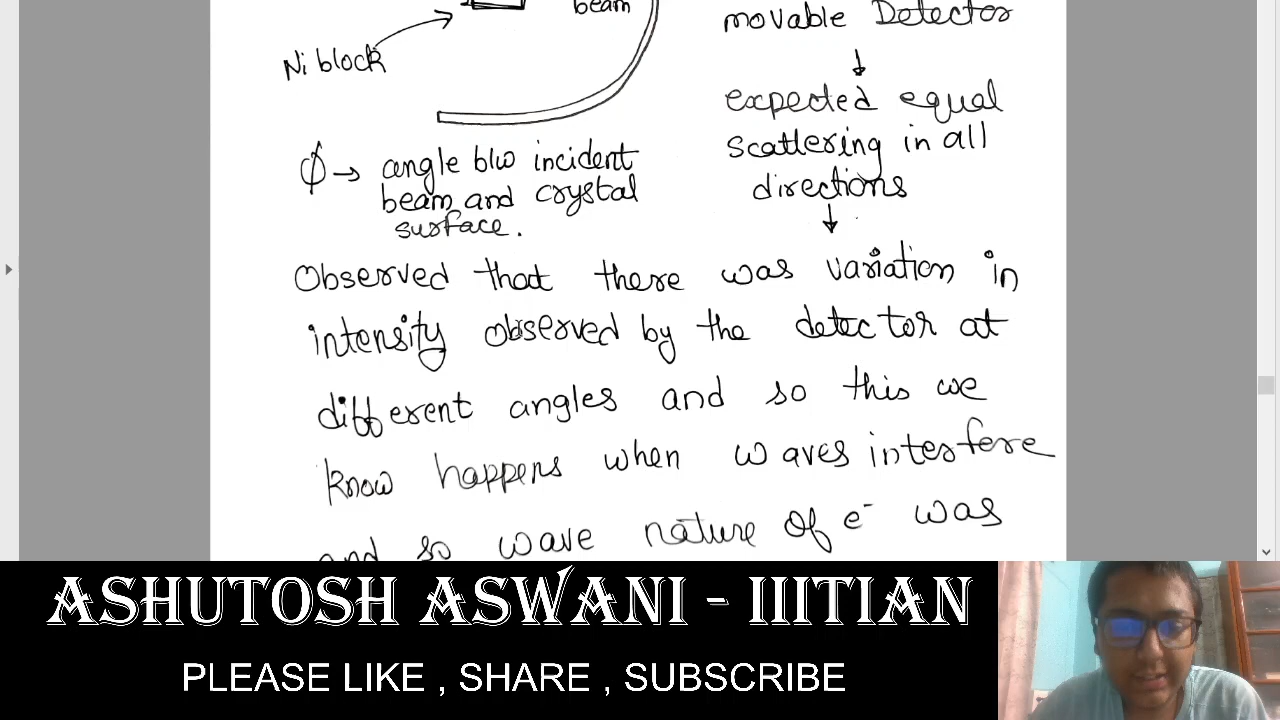 beam
Ni block
ϕ → angle b/w incident
beam and crystal
surface.
movable Detector
↓
expected equal
scattering in all
directions
↓
Observed that there was variation in
intensity observed by the detector at
different angles and so this we
know happens when waves interfere
and so wave nature of e⁻ was
ASHUTOSH ASWANI - IIITIAN
PLEASE LIKE , SHARE , SUBSCRIBE